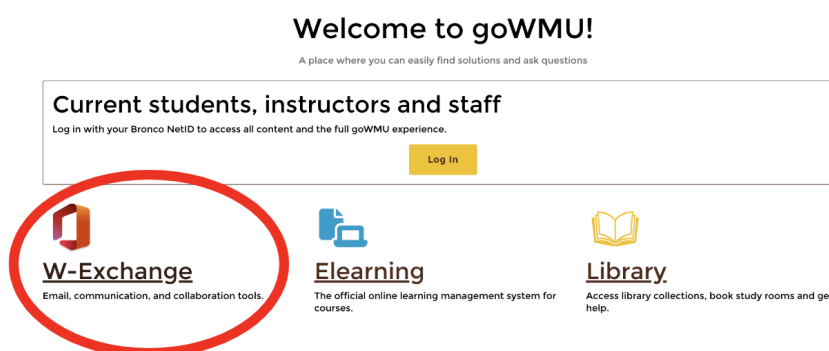 Welcome to goWMU!
A place where you can easily find solutions and ask questions
Current students, instructors and staff
Log in with your Bronco NetID to access all content and the full goWMU experience.
Log In
W-Exchange
Email, communication, and collaboration tools.
Elearning
The official online learning management system for
courses.
Library
Access library collections, book study rooms and ge
help.